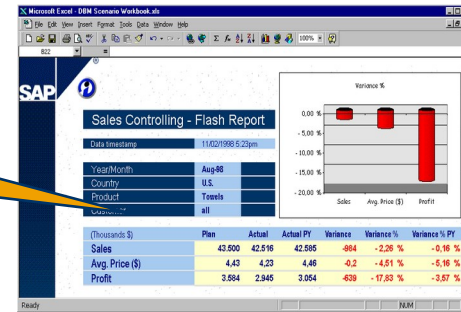 Microsoft Excel - DBM Scenario Workbook.xls
File Edit View Insert Format Tools Data Window Help
100%
B22 =
SAP
Sales Controlling - Flash Report
Data timestamp 11/02/1998 5:23pm
Year/Month Aug-98
Country U.S.
Product Towels
Customer all
Variance %
0,00 %
- 5,00 %
- 10,00 %
- 15,00 %
- 20,00 %
Sales Avg. Price ($) Profit
(Thousands $) Plan Actual Actual PY Variance Variance % Variance % PY
Sales 43.500 42.516 42.585 -984 - 2,26 % - 0,16 %
Avg. Price ($) 4,43 4,23 4,46 -0,2 - 4,51 % - 5,16 %
Profit 3.584 2.945 3.054 -639 - 17,83 % - 3,57 %
Ready NUM